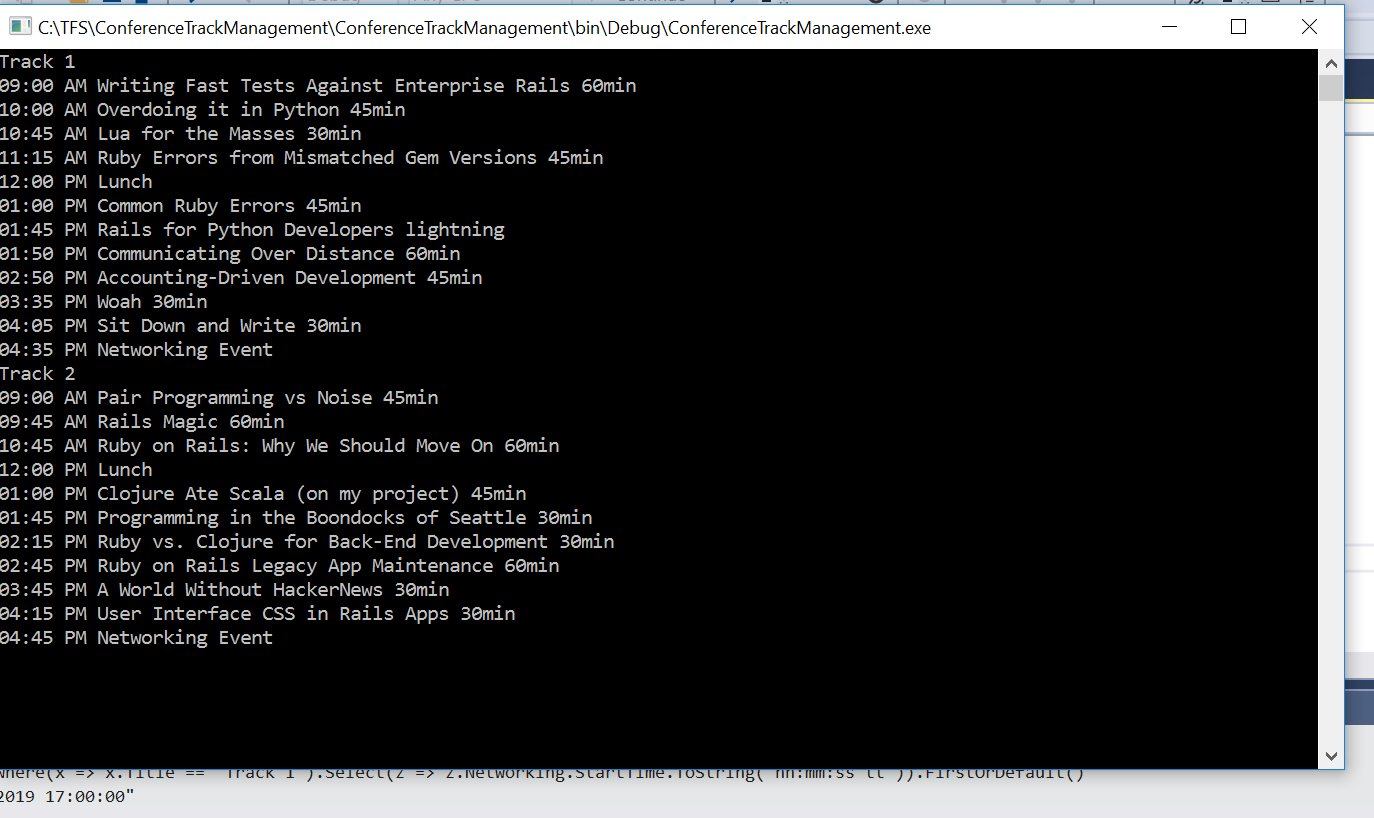 C:\TFS\ConferenceTrackManagement\ConferenceTrackManagement\bin\Debug\ConferenceTrackManagement.exe
Track 1
09:00 AM Writing Fast Tests Against Enterprise Rails 60min
10:00 AM Overdoing it in Python 45min
10:45 AM Lua for the Masses 30min
11:15 AM Ruby Errors from Mismatched Gem Versions 45min
12:00 PM Lunch
01:00 PM Common Ruby Errors 45min
01:45 PM Rails for Python Developers lightning
01:50 PM Communicating Over Distance 60min
02:50 PM Accounting-Driven Development 45min
03:35 PM Woah 30min
04:05 PM Sit Down and Write 30min
04:35 PM Networking Event
Track 2
09:00 AM Pair Programming vs Noise 45min
09:45 AM Rails Magic 60min
10:45 AM Ruby on Rails: Why We Should Move On 60min
12:00 PM Lunch
01:00 PM Clojure Ate Scala (on my project) 45min
01:45 PM Programming in the Boondocks of Seattle 30min
02:15 PM Ruby vs. Clojure for Back-End Development 30min
02:45 PM Ruby on Rails Legacy App Maintenance 60min
03:45 PM A World Without HackerNews 30min
04:15 PM User Interface CSS in Rails Apps 30min
04:45 PM Networking Event
(x => x.Title == "Track 1").Select(z => z.Networking.StartTime.ToString("hh:mm:ss tt")).FirstOrDefault()
2019 17:00:00"